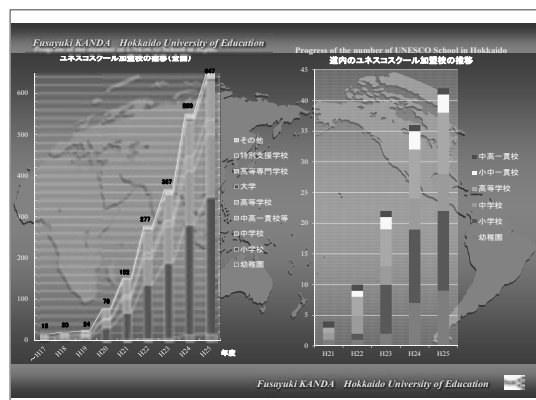 Fusayuki KANDA Hokkaido University of Education
Progress of the number of UNESCO School in Hokkaido
ユネスコスクール加盟校の推移(全国)
道内のユネスコスクール加盟校の推移
600
500
400
300
200
100
0
15
20
24
78
152
277
367
550
647
~H17
H18
H19
H20
H21
H22
H23
H24
H25
年度
その他
特別支援学校
高等専門学校
大学
高等学校
中高一貫校等
中学校
小学校
幼稚園
45
40
35
30
25
20
15
10
5
0
H21
H22
H23
H24
H25
中高一貫校
小中一貫校
高等学校
中学校
小学校
幼稚園
Fusayuki KANDA Hokkaido University of Education